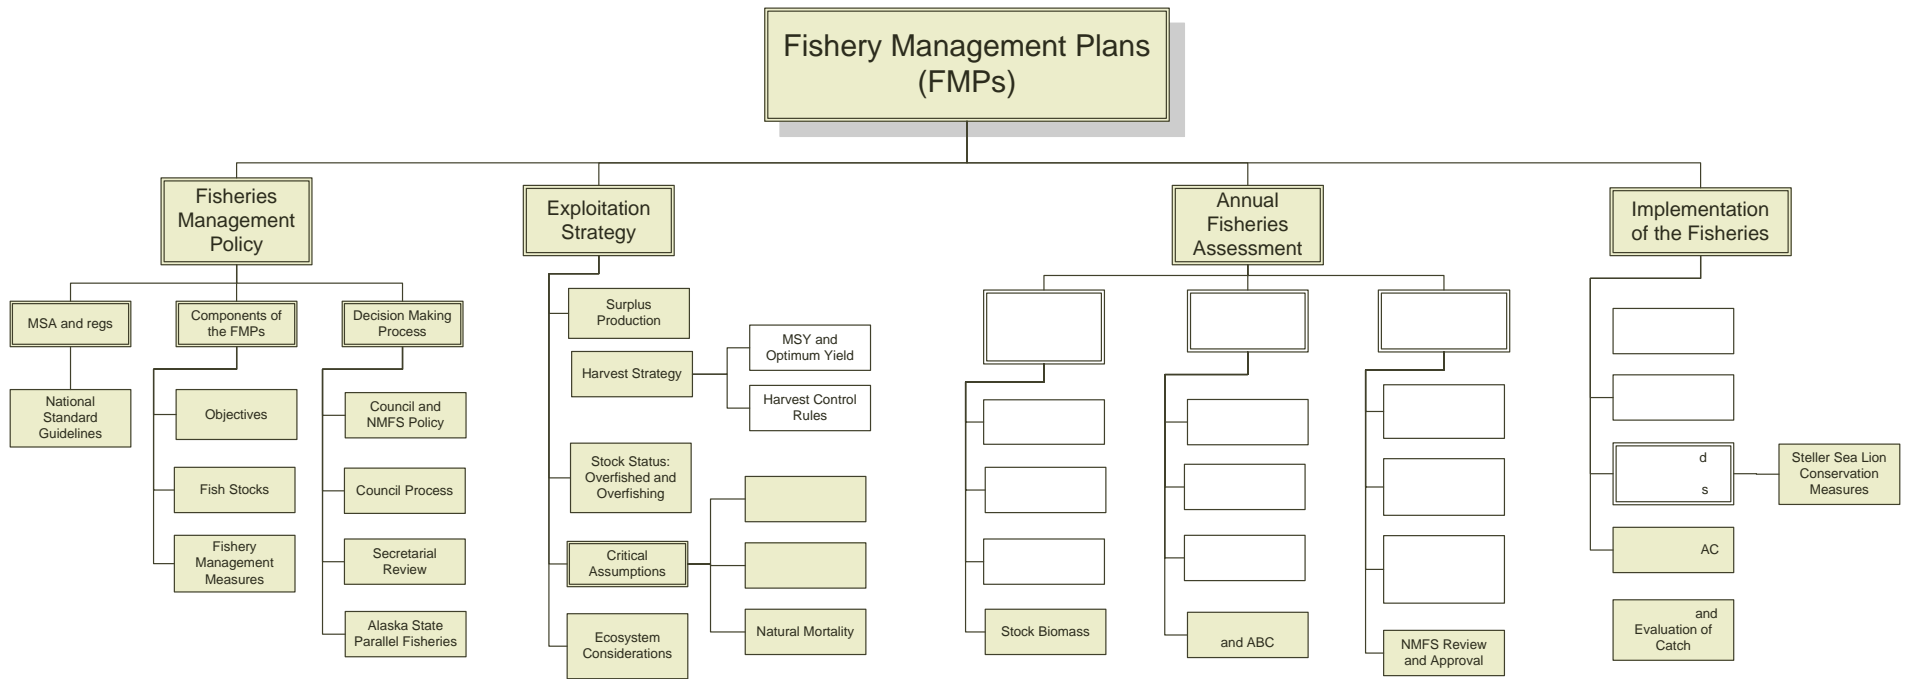 Fishery Management Plans
(FMPs)
Fisheries
Management
Policy
Exploitation
Strategy
Annual
Fisheries
Assessment
Implementation
of the Fisheries
MSA and regs
Components of
the FMPs
Decision Making
Process
National
Standard
Guidelines
Objectives
Fish Stocks
Fishery
Management
Measures
Council and
NMFS Policy
Council Process
Secretarial
Review
Alaska State
Parallel Fisheries
Surplus
Production
Harvest Strategy
MSY and
Optimum Yield
Harvest Control
Rules
Stock Status:
Overfished and
Overfishing
Critical
Assumptions
Natural Mortality
Ecosystem
Considerations
Stock Biomass
and ABC
NMFS Review
and Approval
d
s
Steller Sea Lion
Conservation
Measures
AC
and
Evaluation of
Catch